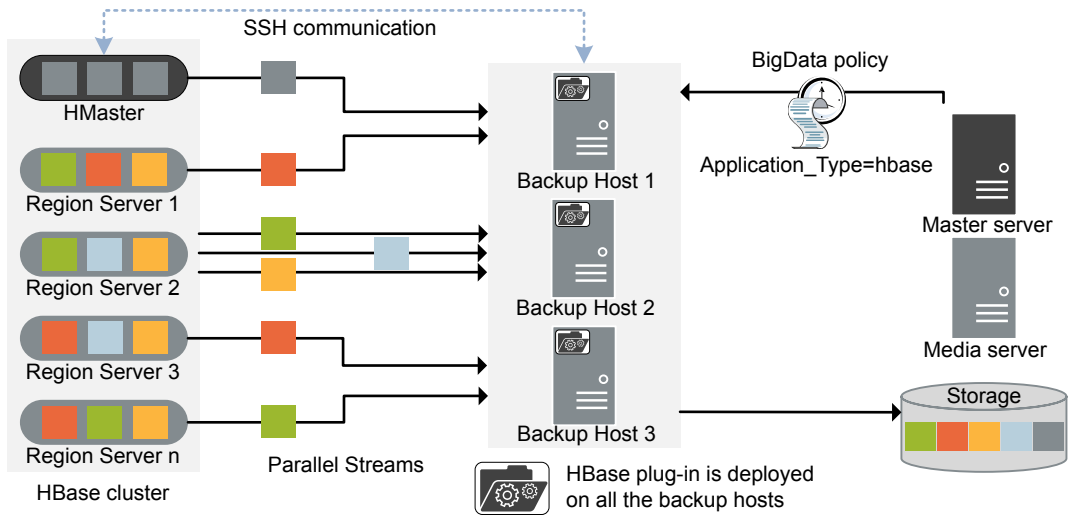 SSH communication
HMaster
Region Server 1
Region Server 2
Region Server 3
Region Server n
HBase cluster
Parallel Streams
Backup Host 1
Backup Host 2
Backup Host 3
HBase plug-in is deployed
on all the backup hosts
BigData policy
Application_Type=hbase
Master server
Media server
Storage